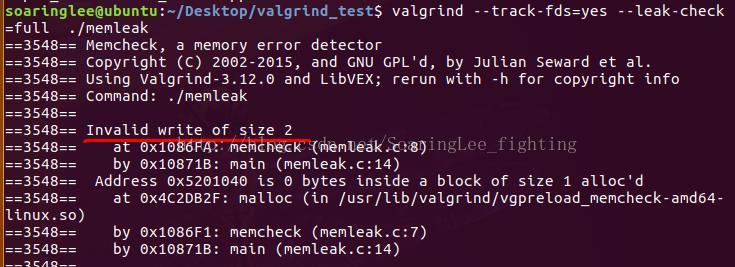 soaringlee@ubuntu:~/Desktop/valgrind_test$ valgrind --track-fds=yes --leak-check
=full  ./memleak
==3548== Memcheck, a memory error detector
==3548== Copyright (C) 2002-2015, and GNU GPL'd, by Julian Seward et al.
==3548== Using Valgrind-3.12.0 and LibVEX; rerun with -h for copyright info
==3548== Command: ./memleak
==3548==
==3548== Invalid write of size 2
==3548==    at 0x1086FA: memcheck (memleak.c:8)
http://blog.csdn.net/SoaringLee_fighting
==3548==    by 0x10871B: main (memleak.c:14)
==3548==  Address 0x5201040 is 0 bytes inside a block of size 1 alloc'd
==3548==    at 0x4C2DB2F: malloc (in /usr/lib/valgrind/vgpreload_memcheck-amd64-
linux.so)
==3548==    by 0x1086F1: memcheck (memleak.c:7)
==3548==    by 0x10871B: main (memleak.c:14)
==3548==